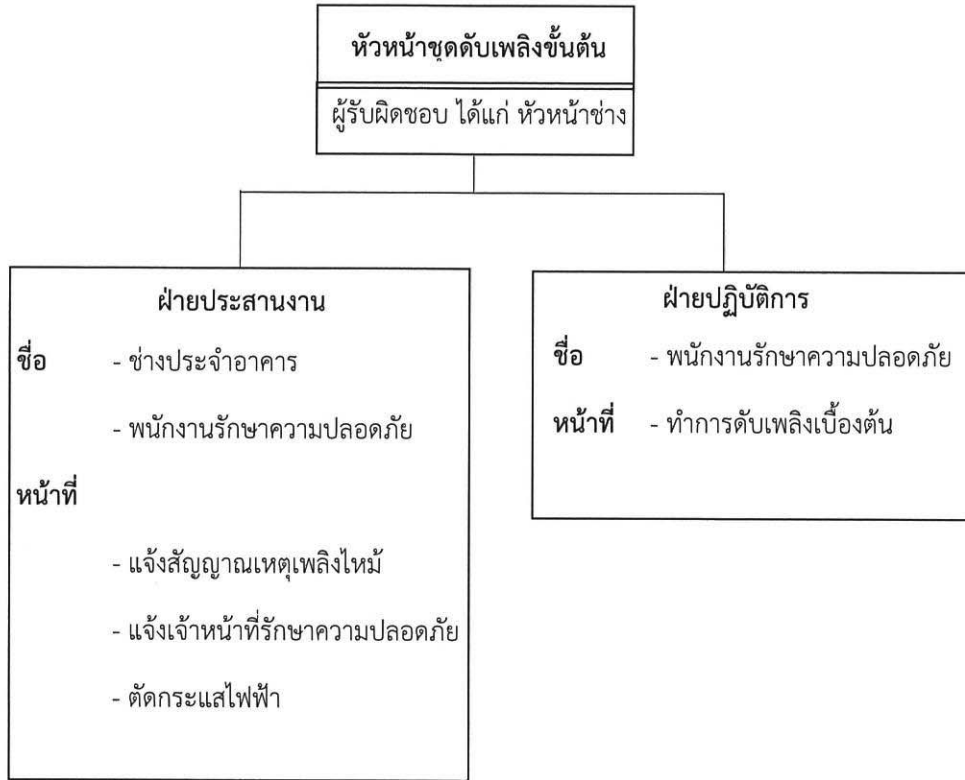 หัวหน้าชุดดับเพลิงขั้นต้น
ผู้รับผิดชอบ ได้แก่ หัวหน้าช่าง
ฝ่ายประสานงาน
ชื่อ - ช่างประจำอาคาร
- พนักงานรักษาความปลอดภัย
หน้าที่
- แจ้งสัญญาณเหตุเพลิงไหม้
- แจ้งเจ้าหน้าที่รักษาความปลอดภัย
- ตัดกระแสไฟฟ้า
ฝ่ายปฏิบัติการ
ชื่อ - พนักงานรักษาความปลอดภัย
หน้าที่ - ทำการดับเพลิงเบื้องต้น